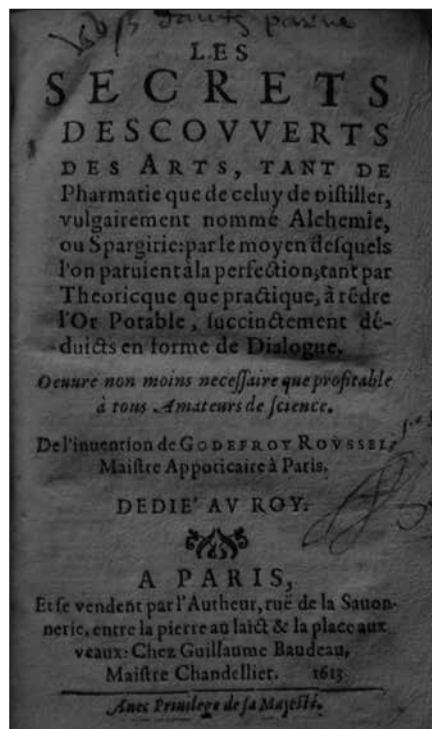 LES
SECRETS
DESCOVVERTS
DES ARTS, TANT DE
Pharmatie que de celuy de Distiller,
vulgairement nommé Alchemie,
ou Spargirie: par le moyen desquels
l'on paruient à la perfection, tant par
Theoricque que practique, à rẽdre
l'Or Potable, succinctement dé-
duicts en forme de Dialogue.
Oeuure non moins necessaire que profitable
à tous Amateurs de science.
De l'inuention de GODEFROY ROVSSEL,
Maistre Appoticaire à Paris.
DEDIE' AV ROY.
A PARIS,
Et se vendent par l'Autheur, ruë de la Sauon-
nerie, entre la pierre au laict & la place aux
veaux: Chez Guillaume Baudeau,
Maistre Chandellier. 1613
Auec Priuilege de sa Majesté.